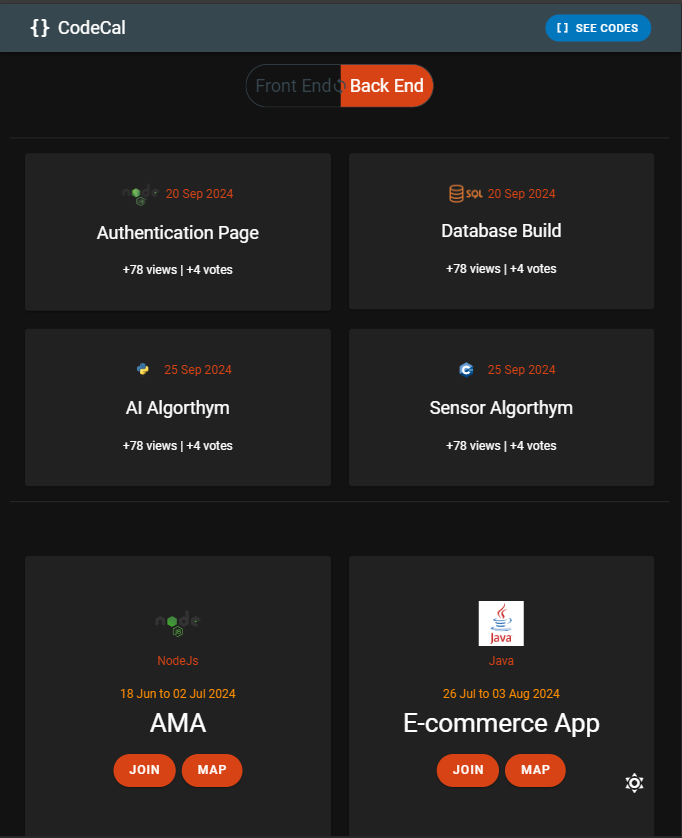 {} CodeCal
[] SEE CODES
Front End Back End
node 20 Sep 2024
SQL 20 Sep 2024
Authentication Page
Database Build
+78 views | +4 votes
+78 views | +4 votes
25 Sep 2024
C 25 Sep 2024
AI Algorthym
Sensor Algorthym
+78 views | +4 votes
+78 views | +4 votes
node
JS
NodeJs
18 Jun to 02 Jul 2024
AMA
JOIN MAP
Java
Java
26 Jul to 03 Aug 2024
E-commerce App
JOIN MAP